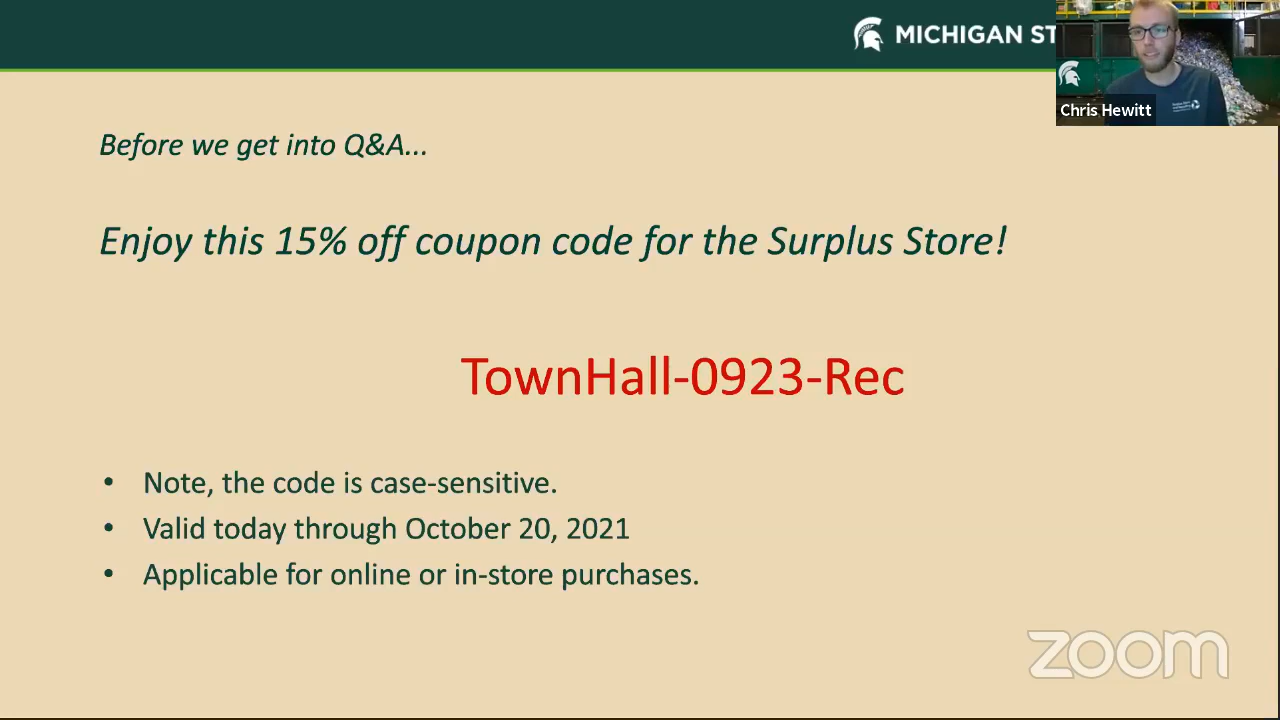 MICHIGAN ST
Chris Hewitt
Before we get into Q&A...
Enjoy this 15% off coupon code for the Surplus Store!
TownHall-0923-Rec
• Note, the code is case-sensitive.
• Valid today through October 20, 2021
• Applicable for online or in-store purchases.
zoom